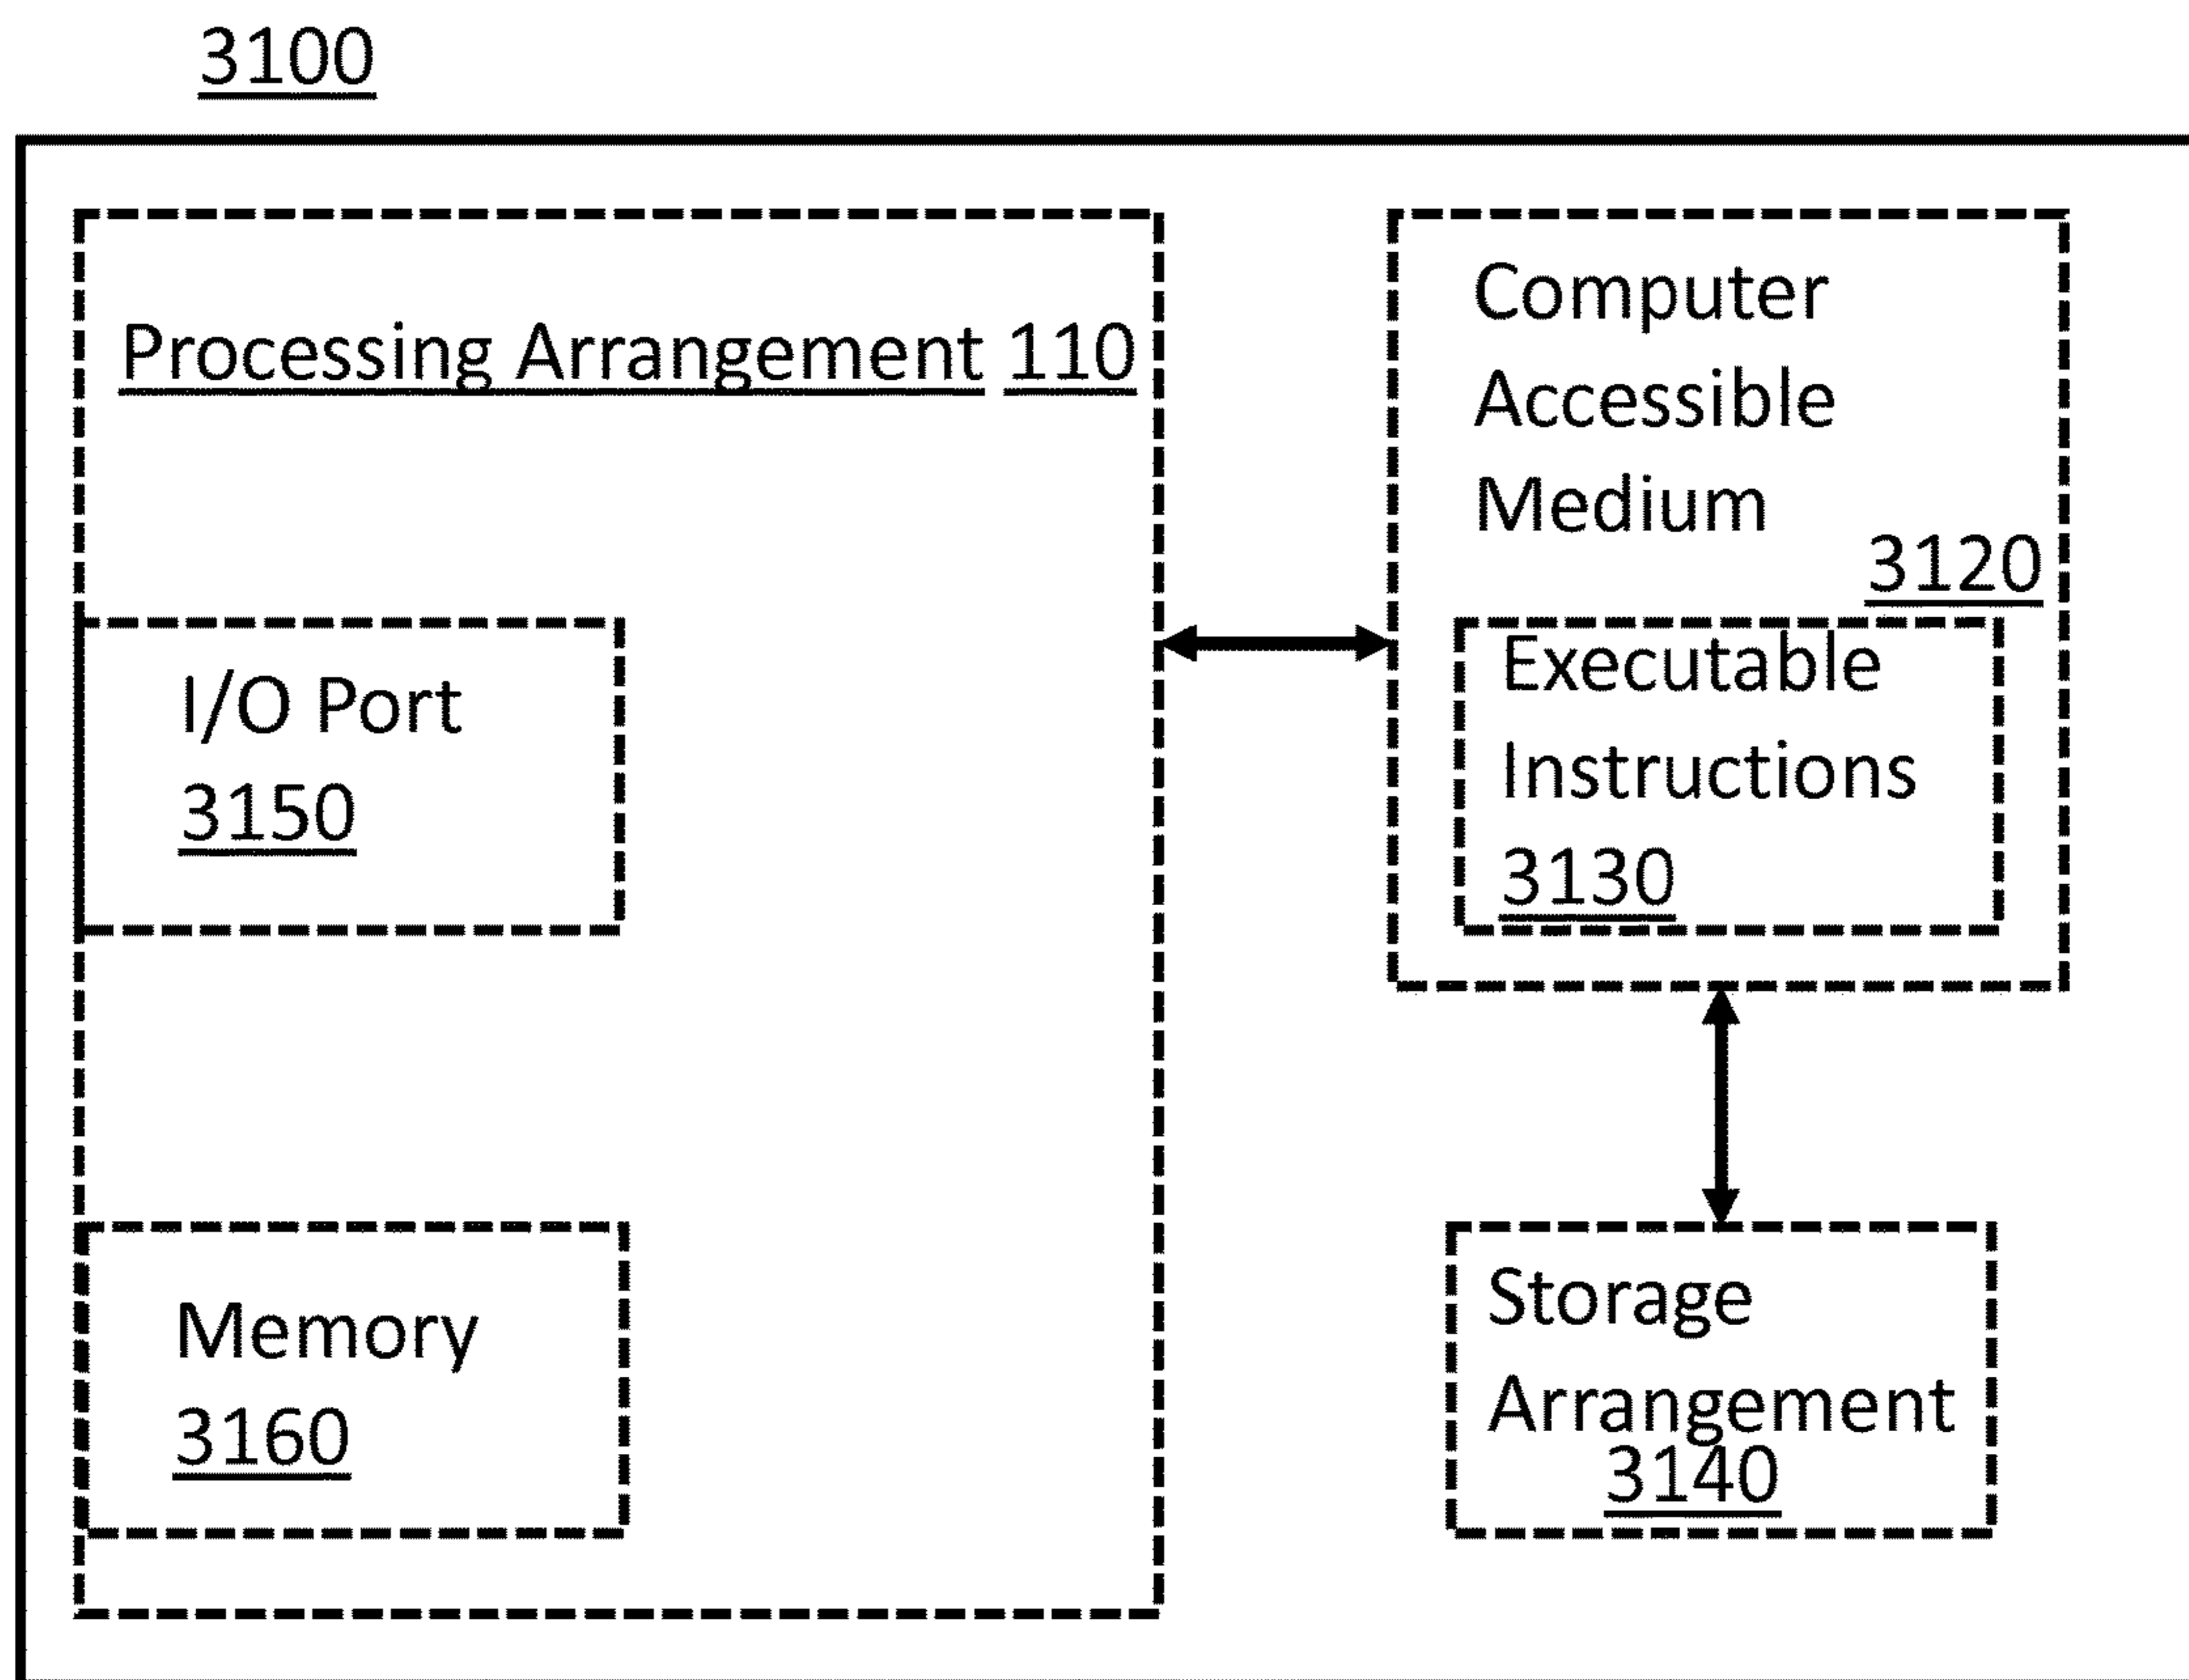 3100
Processing Arrangement 110
I/O Port
3150
Memory
3160
Computer
Accessible
Medium
3120
Executable
Instructions
3130
Storage
Arrangement
3140